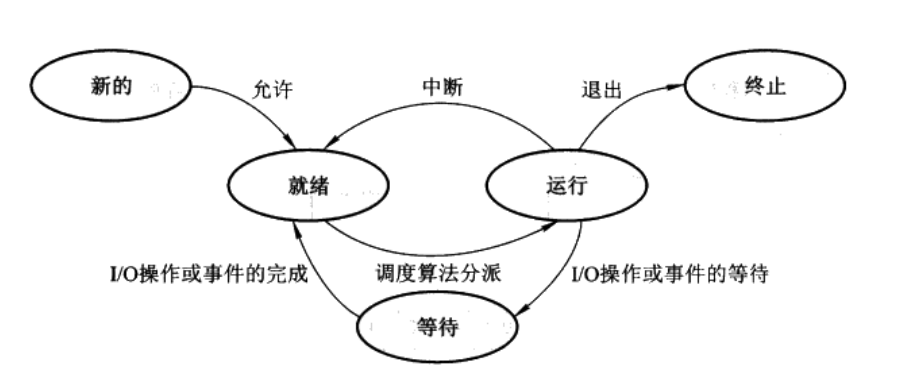 新的
允许
中断
退出
终止
就绪
运行
I/O操作或事件的完成
调度算法分派
I/O操作或事件的等待
等待